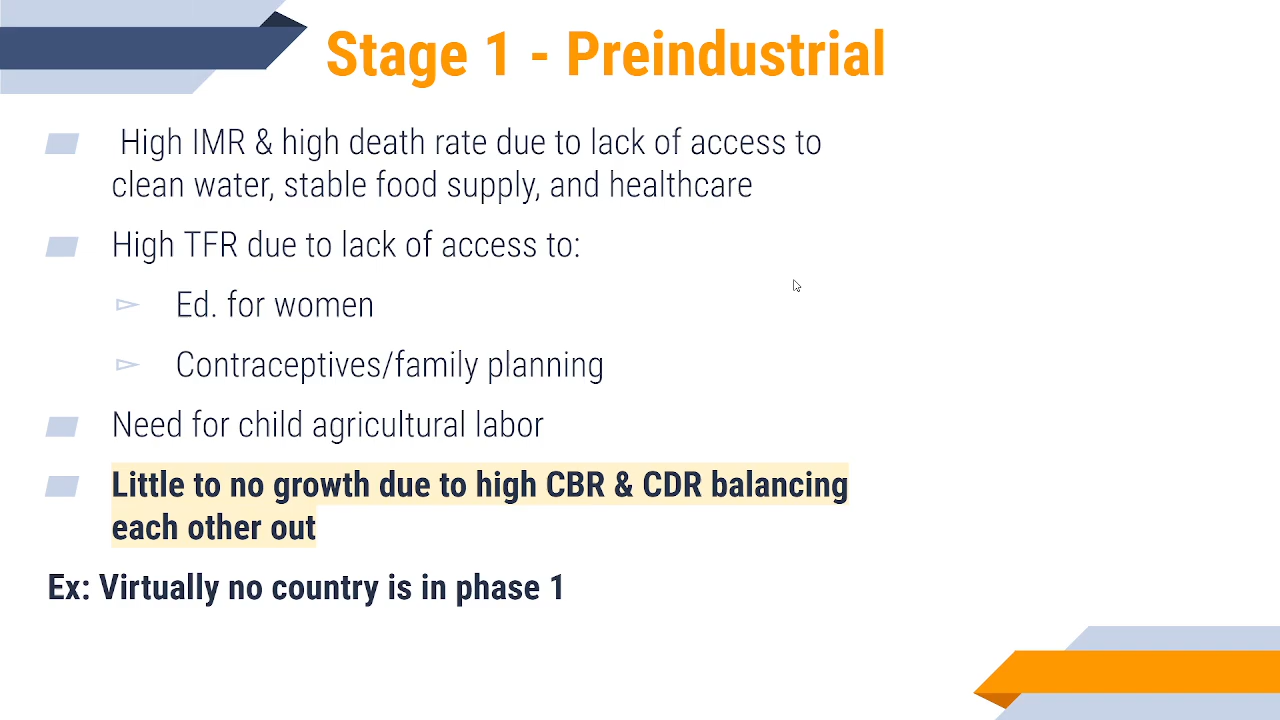 Stage 1 - Preindustrial
High IMR & high death rate due to lack of access to
clean water, stable food supply, and healthcare
High TFR due to lack of access to:
Ed. for women
Contraceptives/family planning
Need for child agricultural labor
Little to no growth due to high CBR & CDR balancing
each other out
Ex: Virtually no country is in phase 1